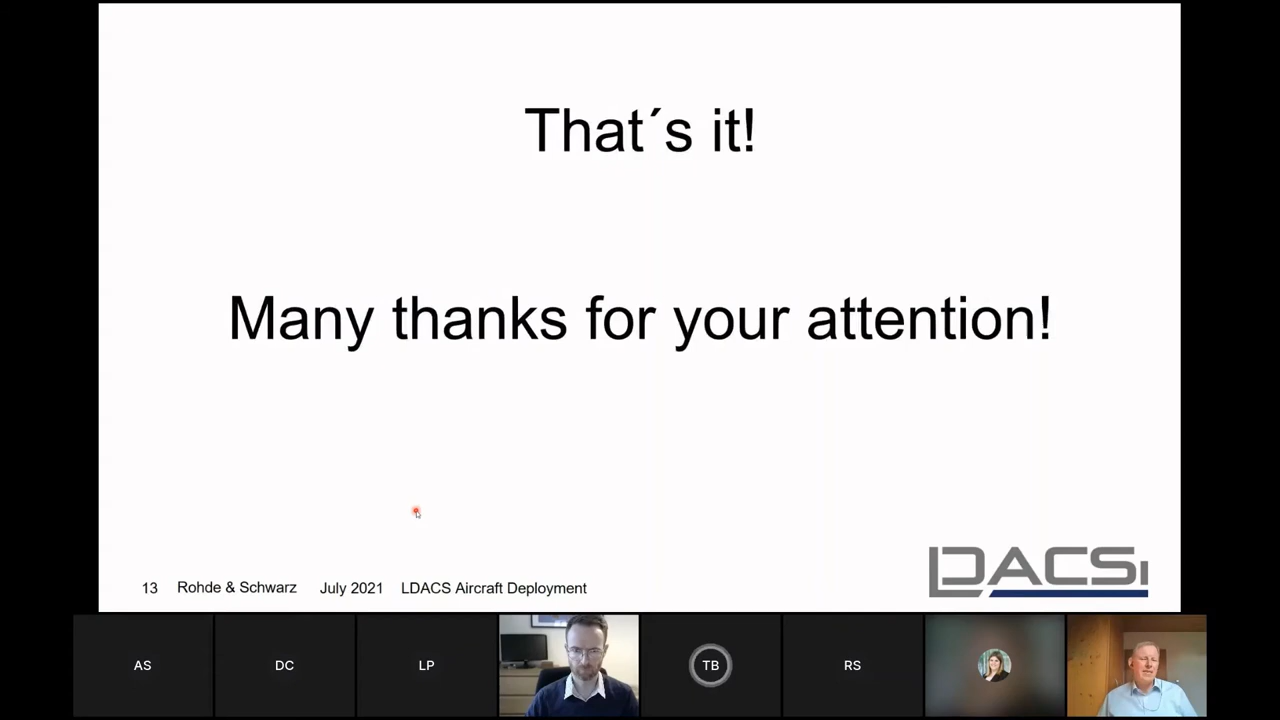 That´s it!
Many thanks for your attention!
13 Rohde & Schwarz July 2021 LDACS Aircraft Deployment
LDACSI
AS DC LP TB RS